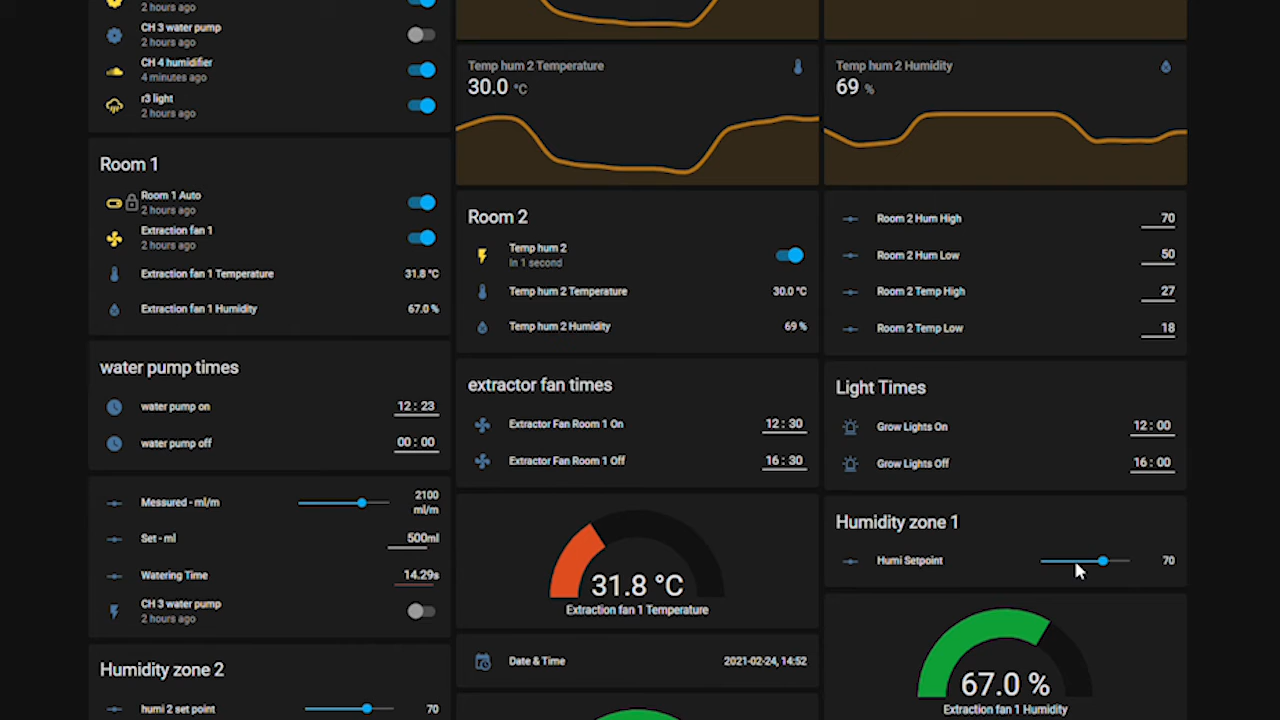 2 hours ago
CH 3 water pump
2 hours ago
CH 4 humidifier
4 minutes ago
r3 light
2 hours ago
Room 1
Room 1 Auto
2 hours ago
Extraction fan 1
2 hours ago
Extraction fan 1 Temperature 31.8 °C
Extraction fan 1 Humidity 67.0 %
water pump times
water pump on 12 : 23
water pump off 00 : 00
Messured - ml/m 2100 ml/m
Set - ml 500ml
Watering Time 14.29s
CH 3 water pump
2 hours ago
Humidity zone 2
humi 2 set point 70
Temp hum 2 Temperature
30.0 °C
Room 2
Temp hum 2
In 1 second
Temp hum 2 Temperature 30.0 °C
Temp hum 2 Humidity 69 %
extractor fan times
Extractor Fan Room 1 On 12 : 30
Extractor Fan Room 1 Off 16 : 30
31.8 °C
Extraction fan 1 Temperature
Date & Time 2021-02-24, 14:52
Temp hum 2 Humidity
69 %
Room 2 Hum High 70
Room 2 Hum Low 50
Room 2 Temp High 27
Room 2 Temp Low 18
Light Times
Grow Lights On 12 : 00
Grow Lights Off 16 : 00
Humidity zone 1
Humi Setpoint 70
67.0 %
Extraction fan 1 Humidity